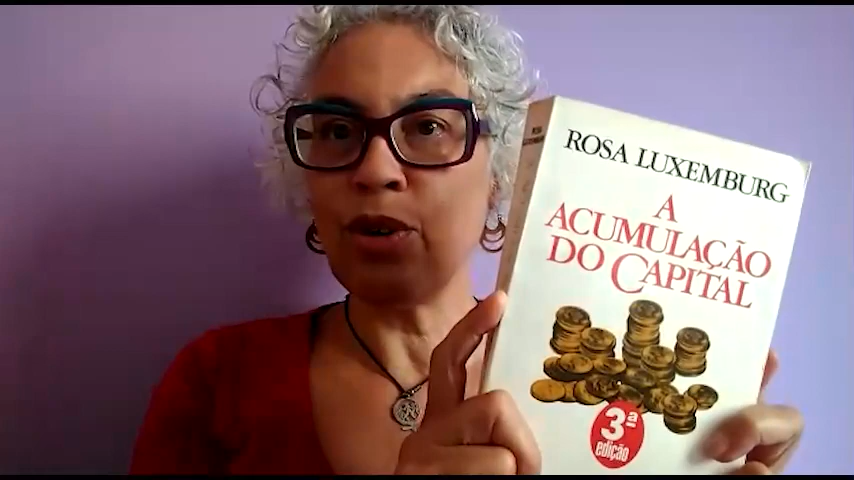 ROSA LUXEMBURG
A
ACUMULAÇÃO
DO CAPITAL
3ª
edição